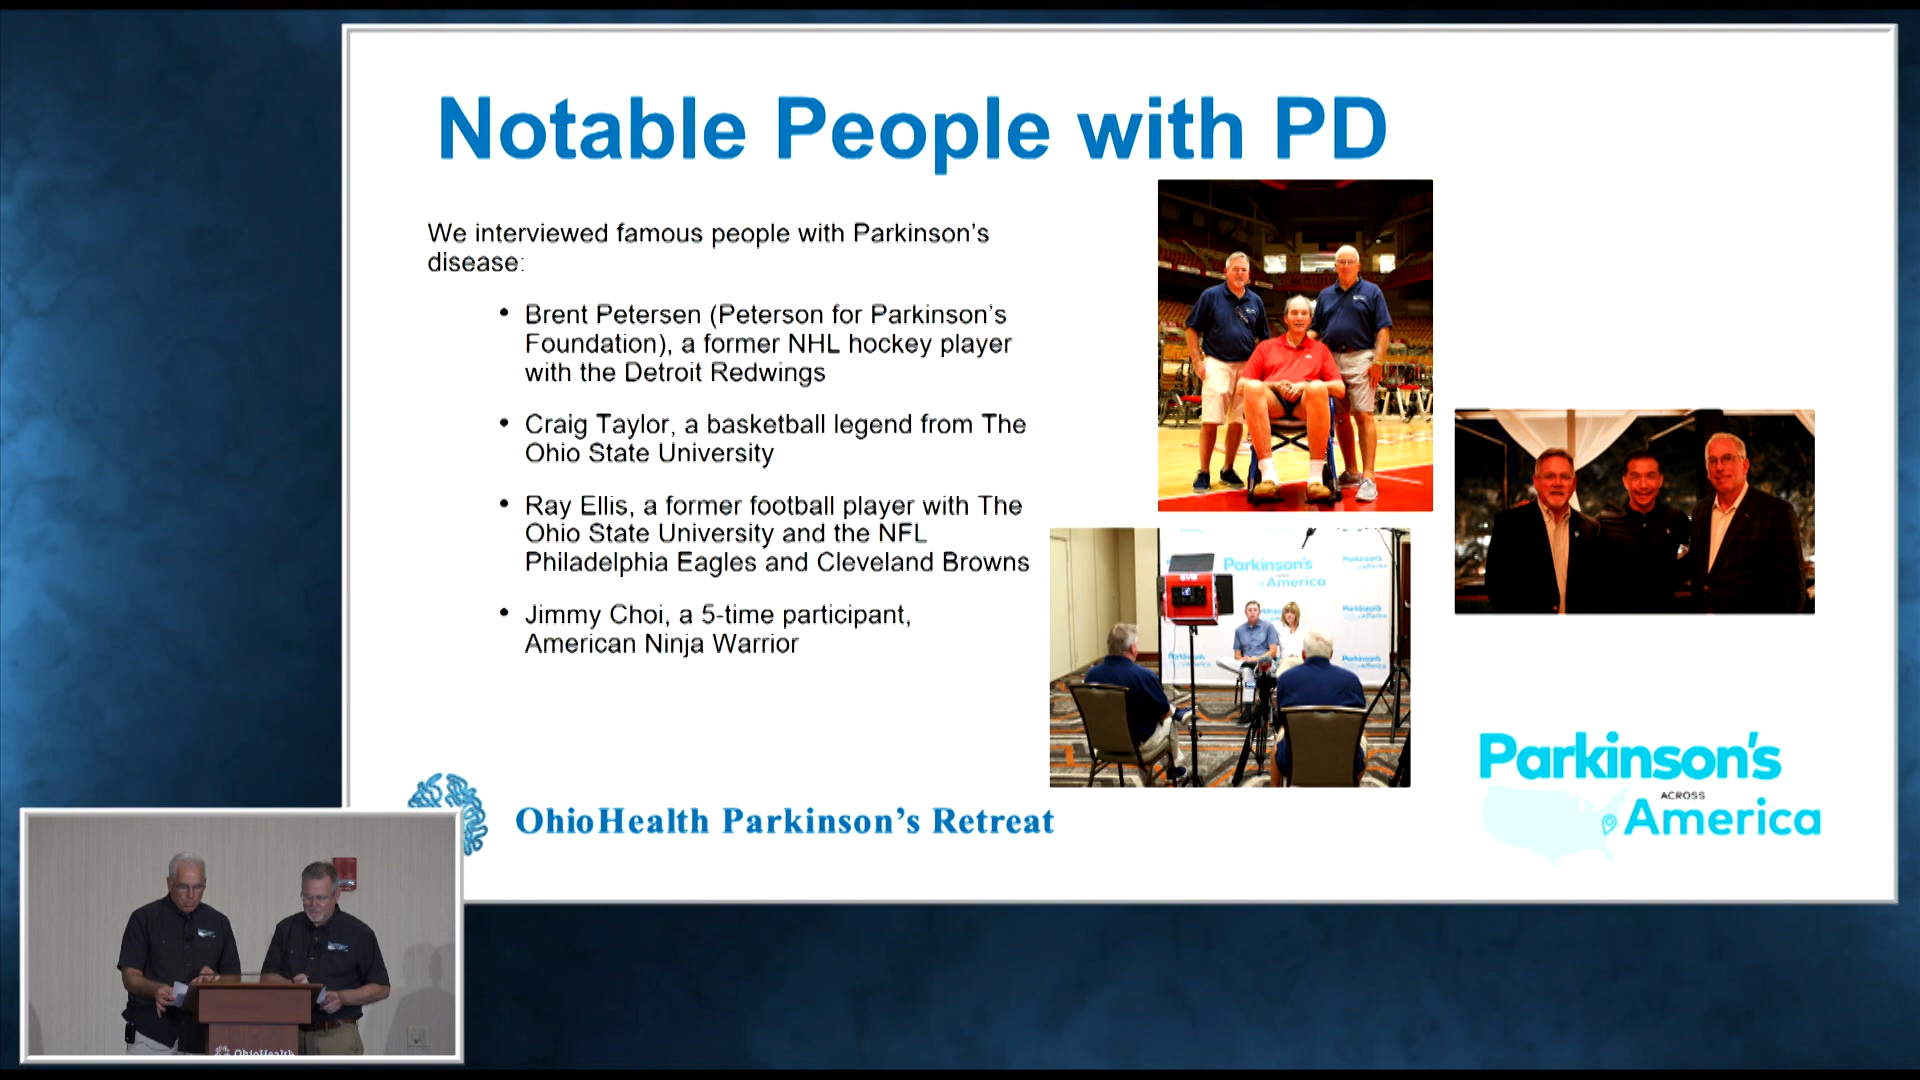 Notable People with PD
We interviewed famous people with Parkinson's
disease:
• Brent Petersen (Peterson for Parkinson's
Foundation), a former NHL hockey player
with the Detroit Redwings
• Craig Taylor, a basketball legend from The
Ohio State University
• Ray Ellis, a former football player with The
Ohio State University and the NFL
Philadelphia Eagles and Cleveland Browns
• Jimmy Choi, a 5-time participant,
American Ninja Warrior
Parkinson's
America
OhioHealth Parkinson's Retreat
Parkinson's
ACROSS
America
OhioHealth